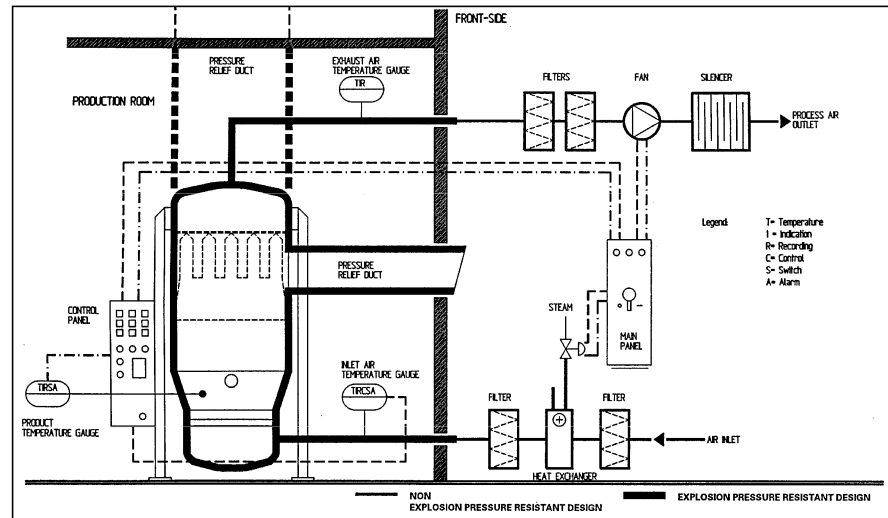 FRONT-SIDE
PRESSURE
RELIEF DUCT
EXHAUST AIR
TEMPERATURE GAUGE
TIR
PRODUCTION ROOM
FILTERS
FAN
SILENCER
PROCESS AIR
OUTLET
Legend:
T= Temperature
I = Indication
R= Recording
C= Control
S= Switch
A= Alarm
PRESSURE
RELIEF DUCT
CONTROL
PANEL
STEAM
MAIN
PANEL
INLET AIR
TEMPERATURE GAUGE
TIRSA
TIRCSA
PRODUCT
TEMPERATURE GAUGE
FILTER
FILTER
AIR INLET
HEAT EXCHANGER
NON
EXPLOSION PRESSURE RESISTANT DESIGN
EXPLOSION PRESSURE RESISTANT DESIGN